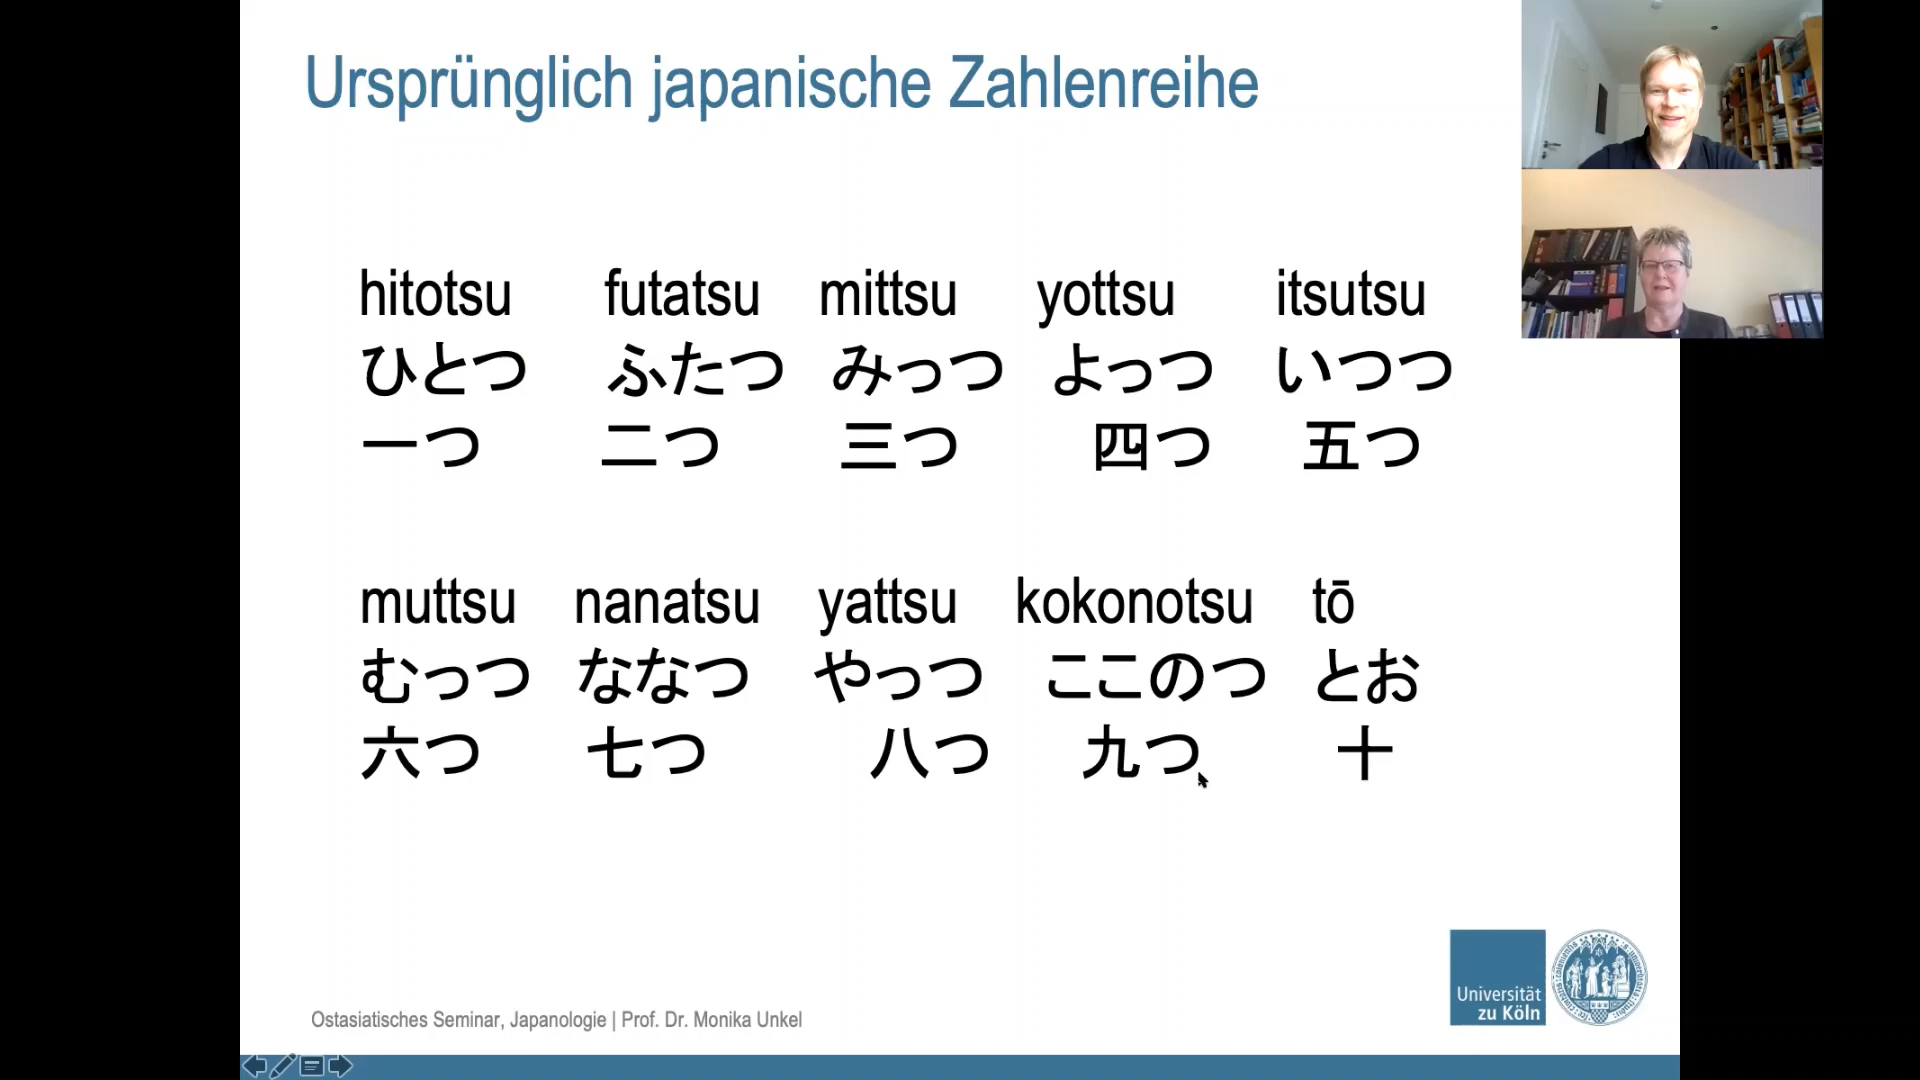 Ursprünglich japanische Zahlenreihe
hitotsu futatsu mittsu yottsu itsutsu
ひとつ ふたつ みっつ よっつ いつつ
一つ 二つ 三つ 四つ 五つ
muttsu nanatsu yattsu kokonotsu tō
むっつ ななつ やっつ ここのつ とお
六つ 七つ 八つ 九つ 十
Universität
zu Köln
Ostasiatisches Seminar, Japanologie | Prof. Dr. Monika Unkel